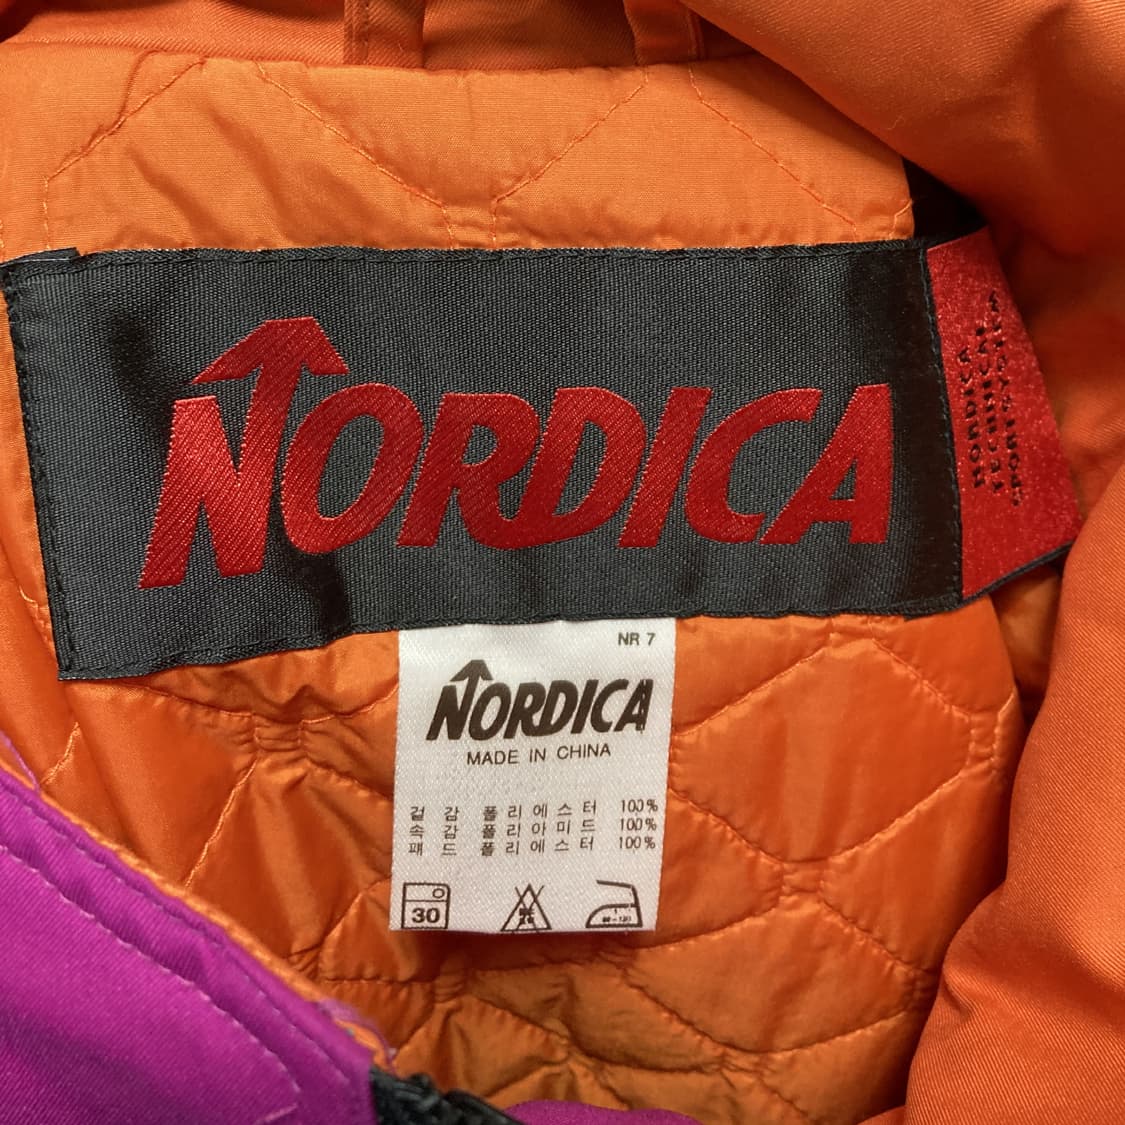 NORDICA
NORDICA
TECHNICAL
SPORTSTYLE
NR 7
NORDICA
MADE IN CHINA
겉 감 폴리에스터 100%
속 감 폴리아미드 100%
패 드 폴리에스터 100%
30